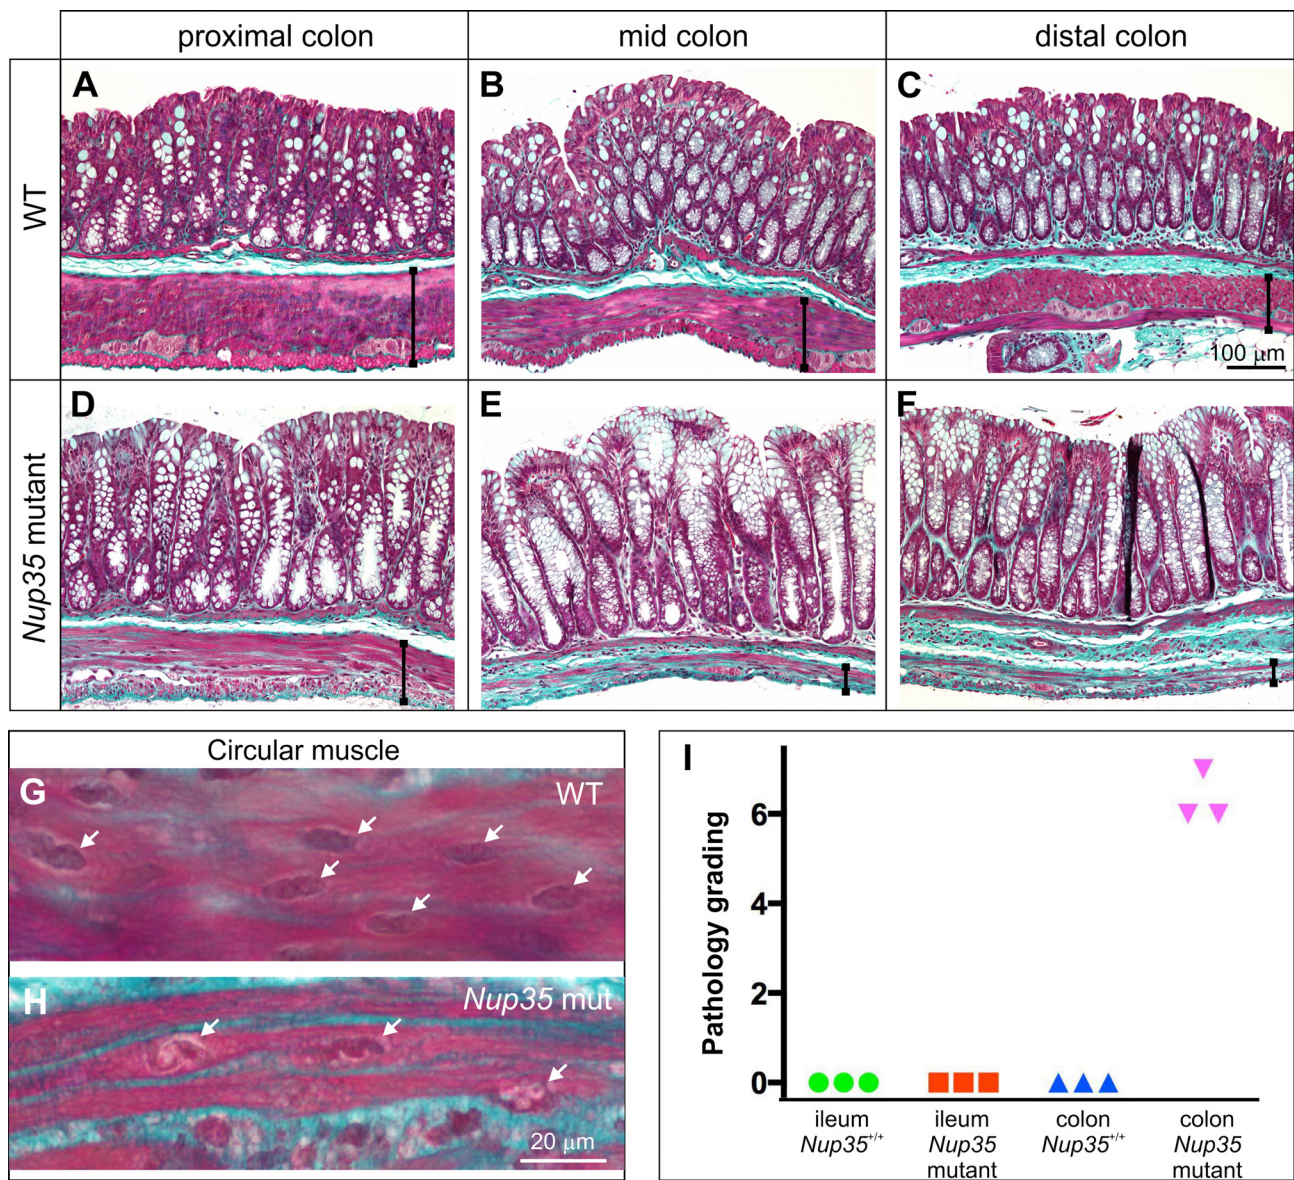 proximal colon
mid colon
distal colon
WT
A
B
C
100 μm
Nup35 mutant
D
E
F
Circular muscle
G
WT
H
Nup35 mut
20 μm
I
Pathology grading
6
4
2
0
ileum
Nup35+/+
ileum
Nup35
mutant
colon
Nup35+/+
colon
Nup35
mutant